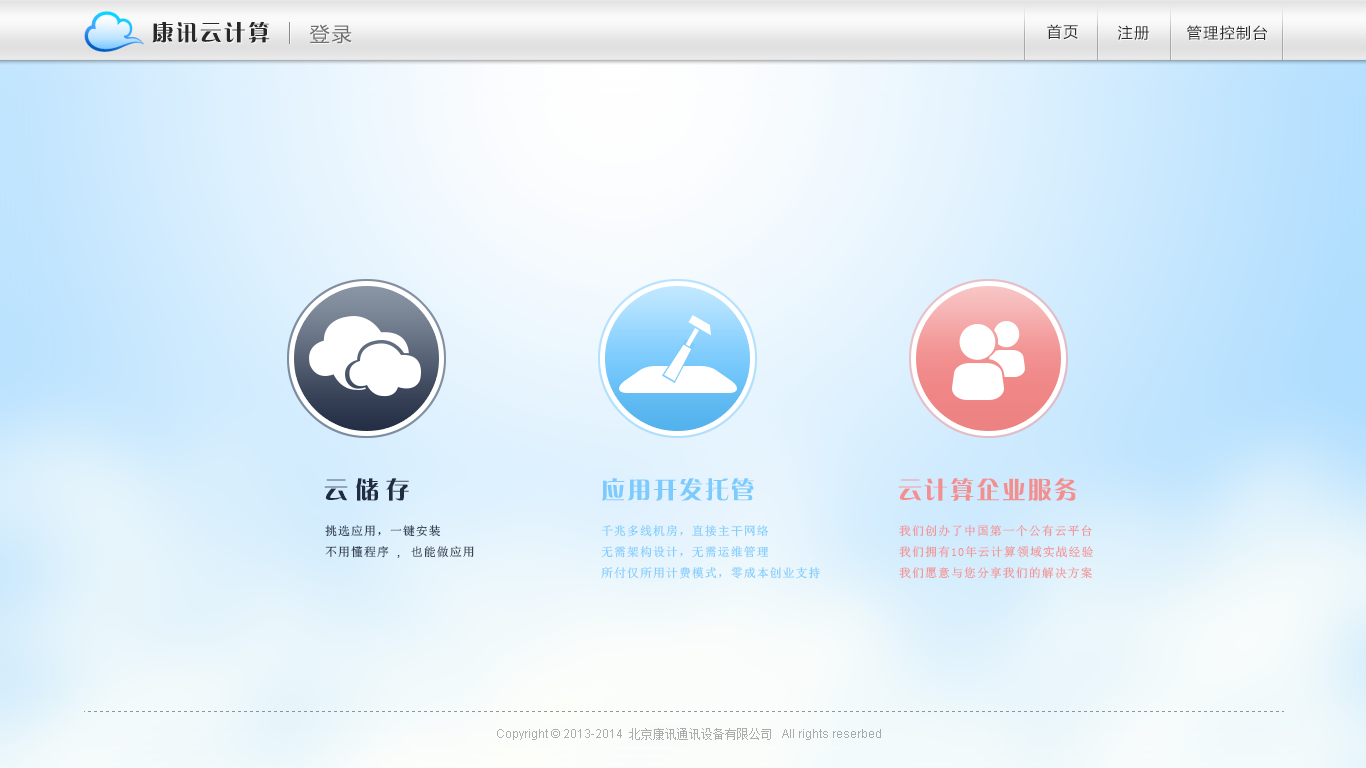 康讯云计算
登录
首页
注册
管理控制台
云储存
挑选应用，一键安装
不用懂程序 ，也能做应用
应用开发托管
千兆多线机房，直接主干网络
无需架构设计，无需运维管理
所付仅所用计费模式，零成本创业支持
云计算企业服务
我们创办了中国第一个公有云平台
我们拥有10年云计算领域实战经验
我们愿意与您分享我们的解决方案
Copyright © 2013-2014 北京康讯通讯设备有限公司 All rights reserbed